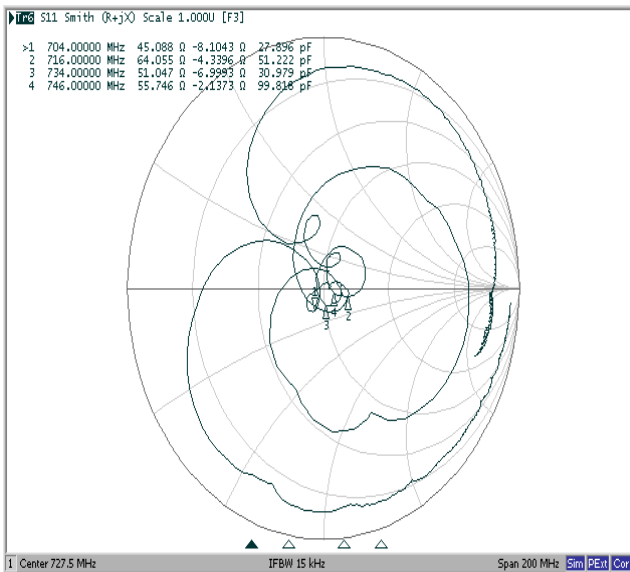 Tr6 S11 Smith (R+jX) Scale 1.000U [F3]
>1 704.00000 MHz 45.088 Ω -8.1043 Ω 27.896 pF
2 716.00000 MHz 64.055 Ω -4.3396 Ω 51.222 pF
3 734.00000 MHz 51.047 Ω -6.9993 Ω 30.979 pF
4 746.00000 MHz 55.746 Ω -2.1373 Ω 99.818 pF
4
2
3
1 Center 727.5 MHz IFBW 15 kHz Span 200 MHz Sim PExt Cor